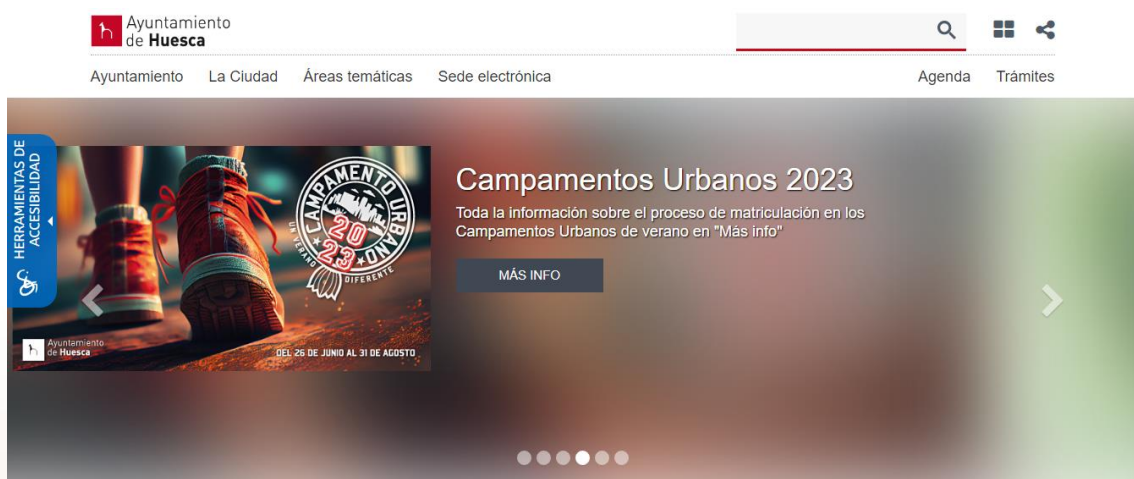 Ayuntamiento
de Huesca
Ayuntamiento La Ciudad Áreas temáticas Sede electrónica Agenda Trámites
HERRAMIENTAS DE
ACCESIBILIDAD
CAMPAMENTO URBANO
2023
UN VERANO
DIFERENTE
Ayuntamiento
de Huesca
DEL 26 DE JUNIO AL 31 DE AGOSTO
Campamentos Urbanos 2023
Toda la información sobre el proceso de matriculación en los
Campamentos Urbanos de verano en "Más info"
MÁS INFO